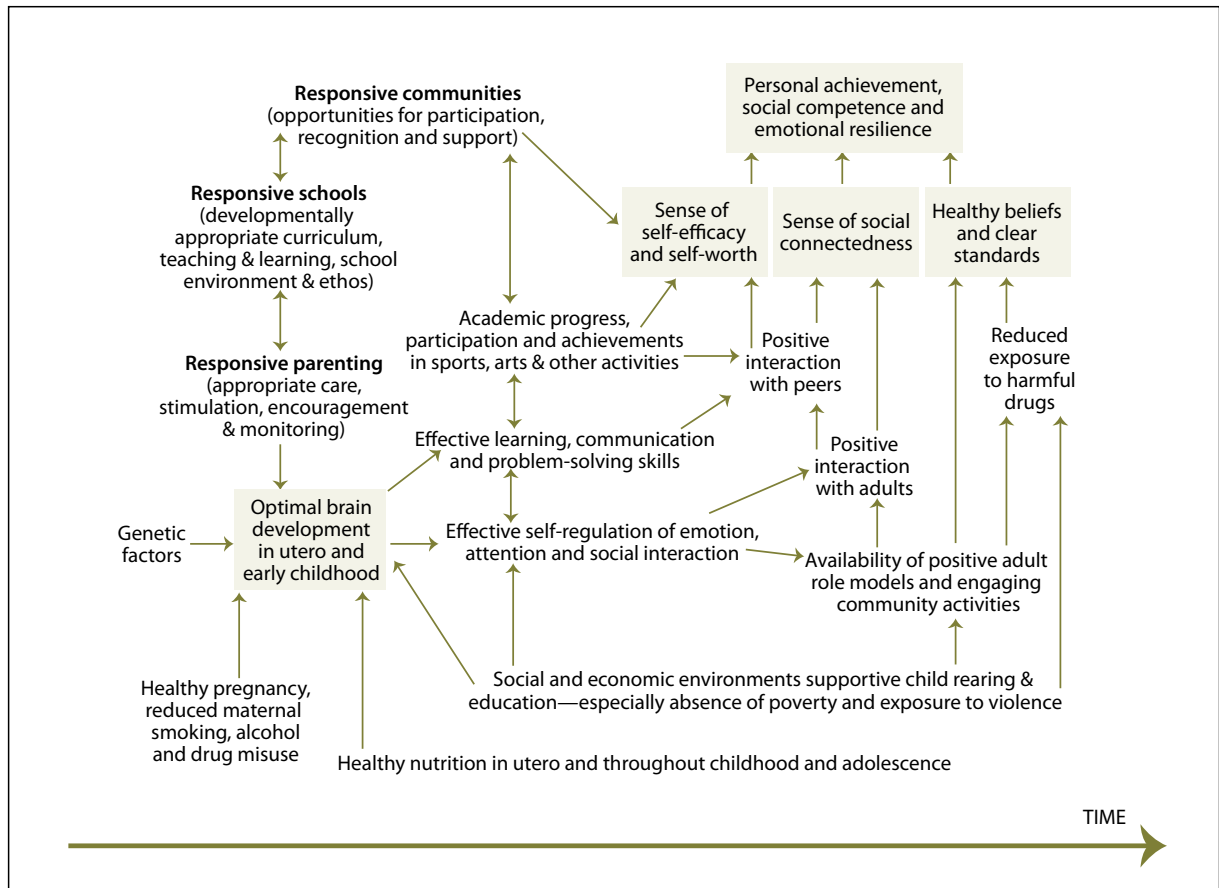 Responsive communities
(opportunities for participation,
recognition and support)
Personal achievement,
social competence and
emotional resilience
Responsive schools
(developmentally
appropriate curriculum,
teaching & learning, school
environment & ethos)
Sense of
self-efficacy
and self-worth
Sense of social
connectedness
Healthy beliefs
and clear
standards
Academic progress,
participation and achievements
in sports, arts & other activities
Positive
interaction
with peers
Reduced
exposure
to harmful
drugs
Responsive parenting
(appropriate care,
stimulation, encouragement
& monitoring)
Effective learning, communication
and problem-solving skills
Positive
interaction
with adults
Genetic
factors
Optimal brain
development
in utero and
early childhood
Effective self-regulation of emotion,
attention and social interaction
Availability of positive adult
role models and engaging
community activities
Healthy pregnancy,
reduced maternal
smoking, alcohol
and drug misuse
Social and economic environments supportive child rearing &
education—especially absence of poverty and exposure to violence
Healthy nutrition in utero and throughout childhood and adolescence
TIME